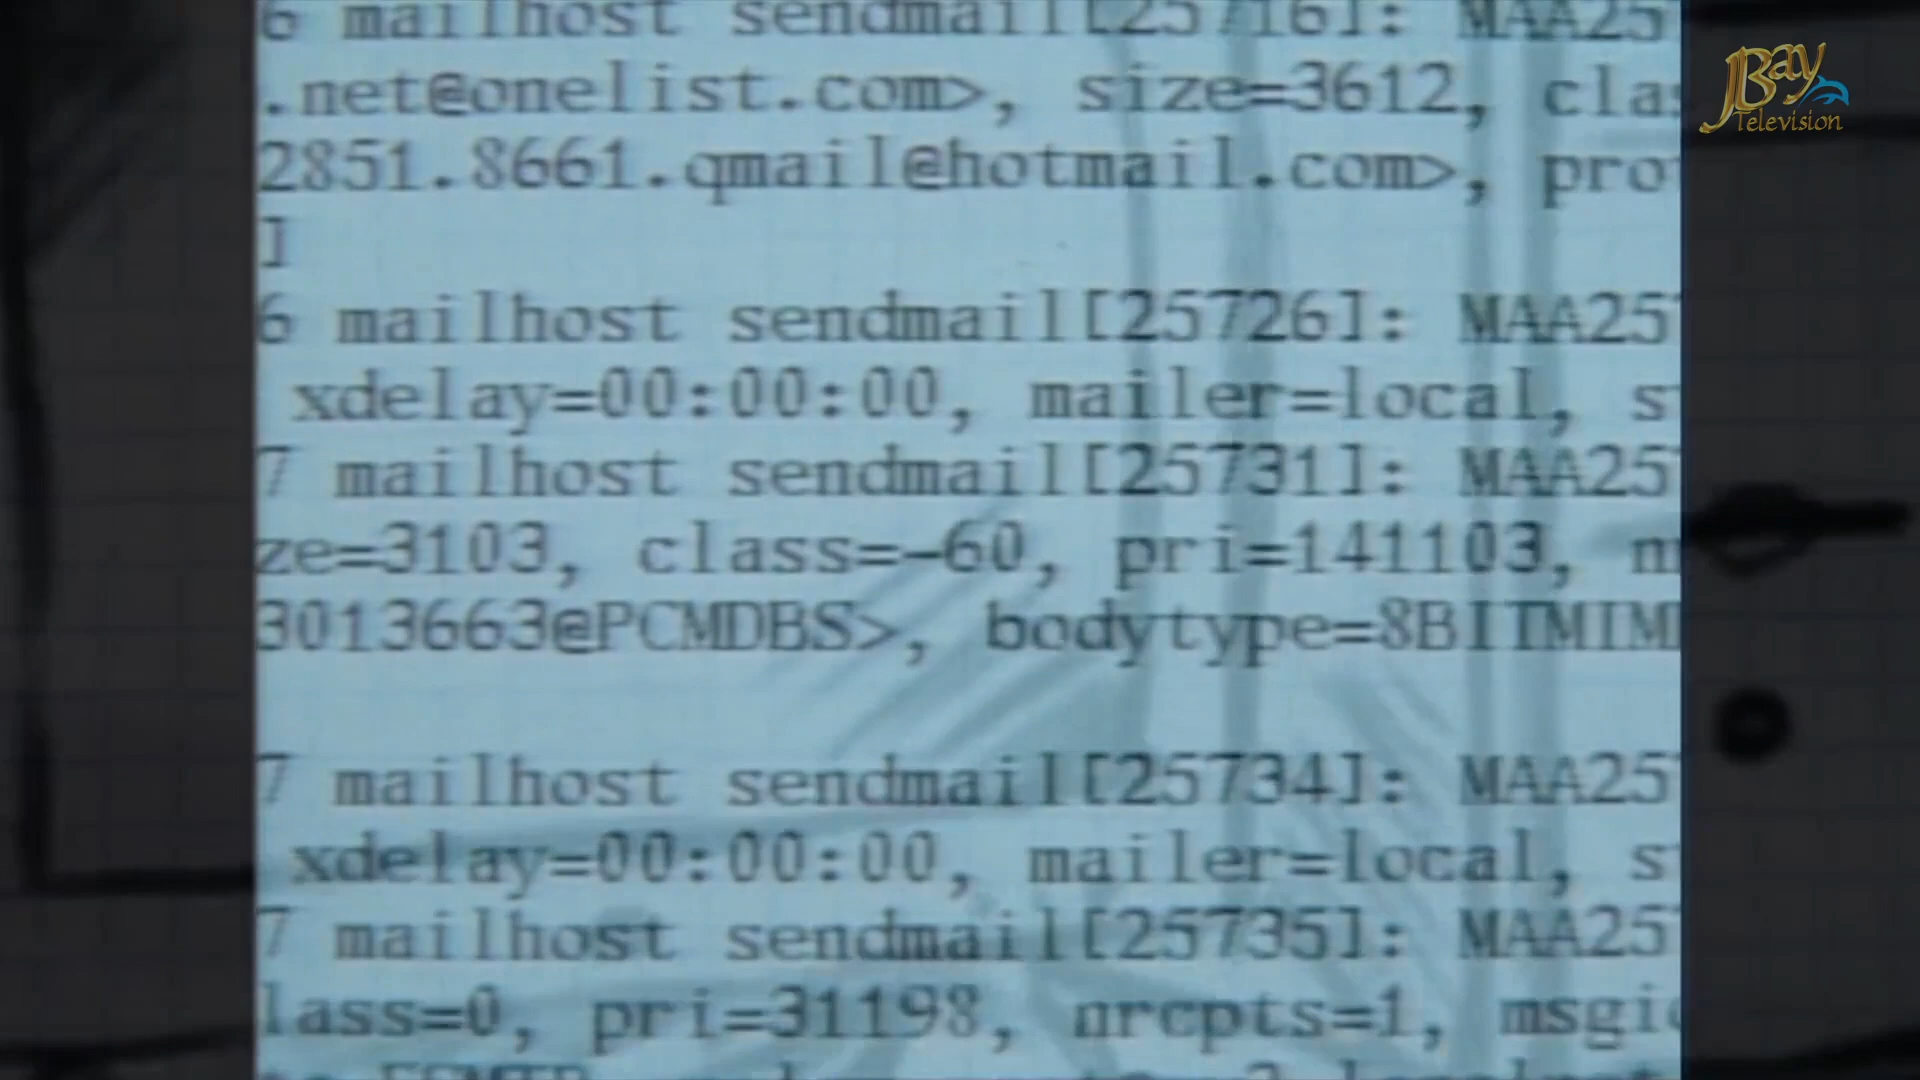 6 mailhost sendmail[25716]: MAA25
.net@onelist.com>, size=3612, clas
2851.8661.qmail@hotmail.com>, pro
1
6 mailhost sendmail[25726]: MAA25
xdelay=00:00:00, mailer=local, s
7 mailhost sendmail[25731]: MAA25
ze=3103, class=-60, pri=141103, n
3013663@PCMDBS>, bodytype=8BITMIM
7 mailhost sendmail[25734]: MAA25
xdelay=00:00:00, mailer=local, s
7 mailhost sendmail[25735]: MAA25
lass=0, pri=31198, nrcpts=1, msgi
JBay
Television